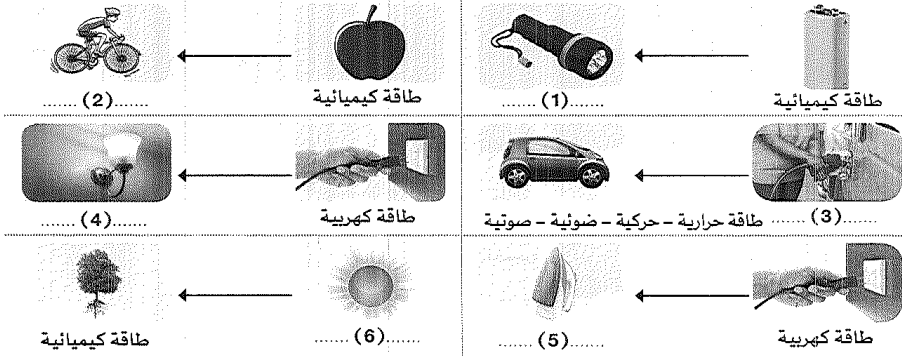 طاقة كيميائية
.......(1).......
طاقة كيميائية
.......(2).......
.......(3)....... طاقة حرارية – حركية – ضوئية – صوتية
طاقة كهربية
.......(4).......
طاقة كهربية
.......(5).......
.......(6).......
طاقة كيميائية